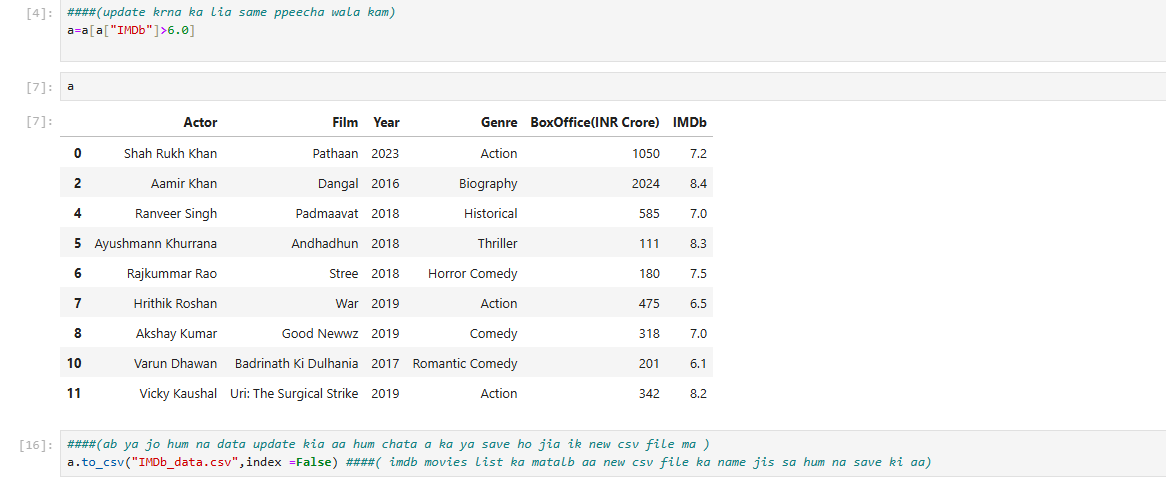 [4]: ####(update krna ka lia same ppeecha wala kam)
a=a[a["IMDb"]>6.0]
[7]: a
[7]:
Actor Film Year Genre BoxOffice(INR Crore) IMDb
0 Shah Rukh Khan Pathaan 2023 Action 1050 7.2
2 Aamir Khan Dangal 2016 Biography 2024 8.4
4 Ranveer Singh Padmaavat 2018 Historical 585 7.0
5 Ayushmann Khurrana Andhadhun 2018 Thriller 111 8.3
6 Rajkummar Rao Stree 2018 Horror Comedy 180 7.5
7 Hrithik Roshan War 2019 Action 475 6.5
8 Akshay Kumar Good Newwz 2019 Comedy 318 7.0
10 Varun Dhawan Badrinath Ki Dulhania 2017 Romantic Comedy 201 6.1
11 Vicky Kaushal Uri: The Surgical Strike 2019 Action 342 8.2
[16]: ####(ab ya jo hum na data update kia aa hum chata a ka ya save ho jia ik new csv file ma )
a.to_csv("IMDb_data.csv",index =False) ####( imdb movies list ka matalb aa new csv file ka name jis sa hum na save ki aa)